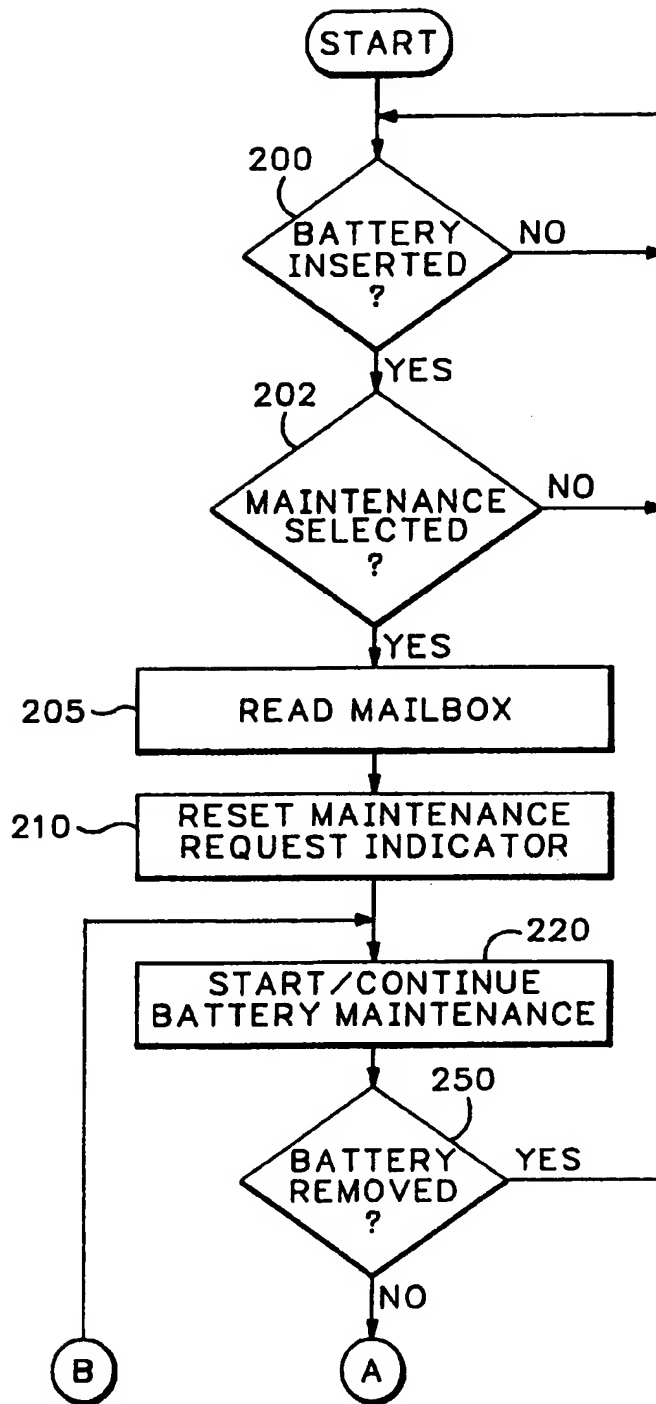 START
200
BATTERY
INSERTED
?
NO
YES
202
MAINTENANCE
SELECTED
?
NO
YES
205
READ MAILBOX
210
RESET MAINTENANCE
REQUEST INDICATOR
220
START/CONTINUE
BATTERY MAINTENANCE
250
BATTERY
REMOVED
?
YES
NO
B
A